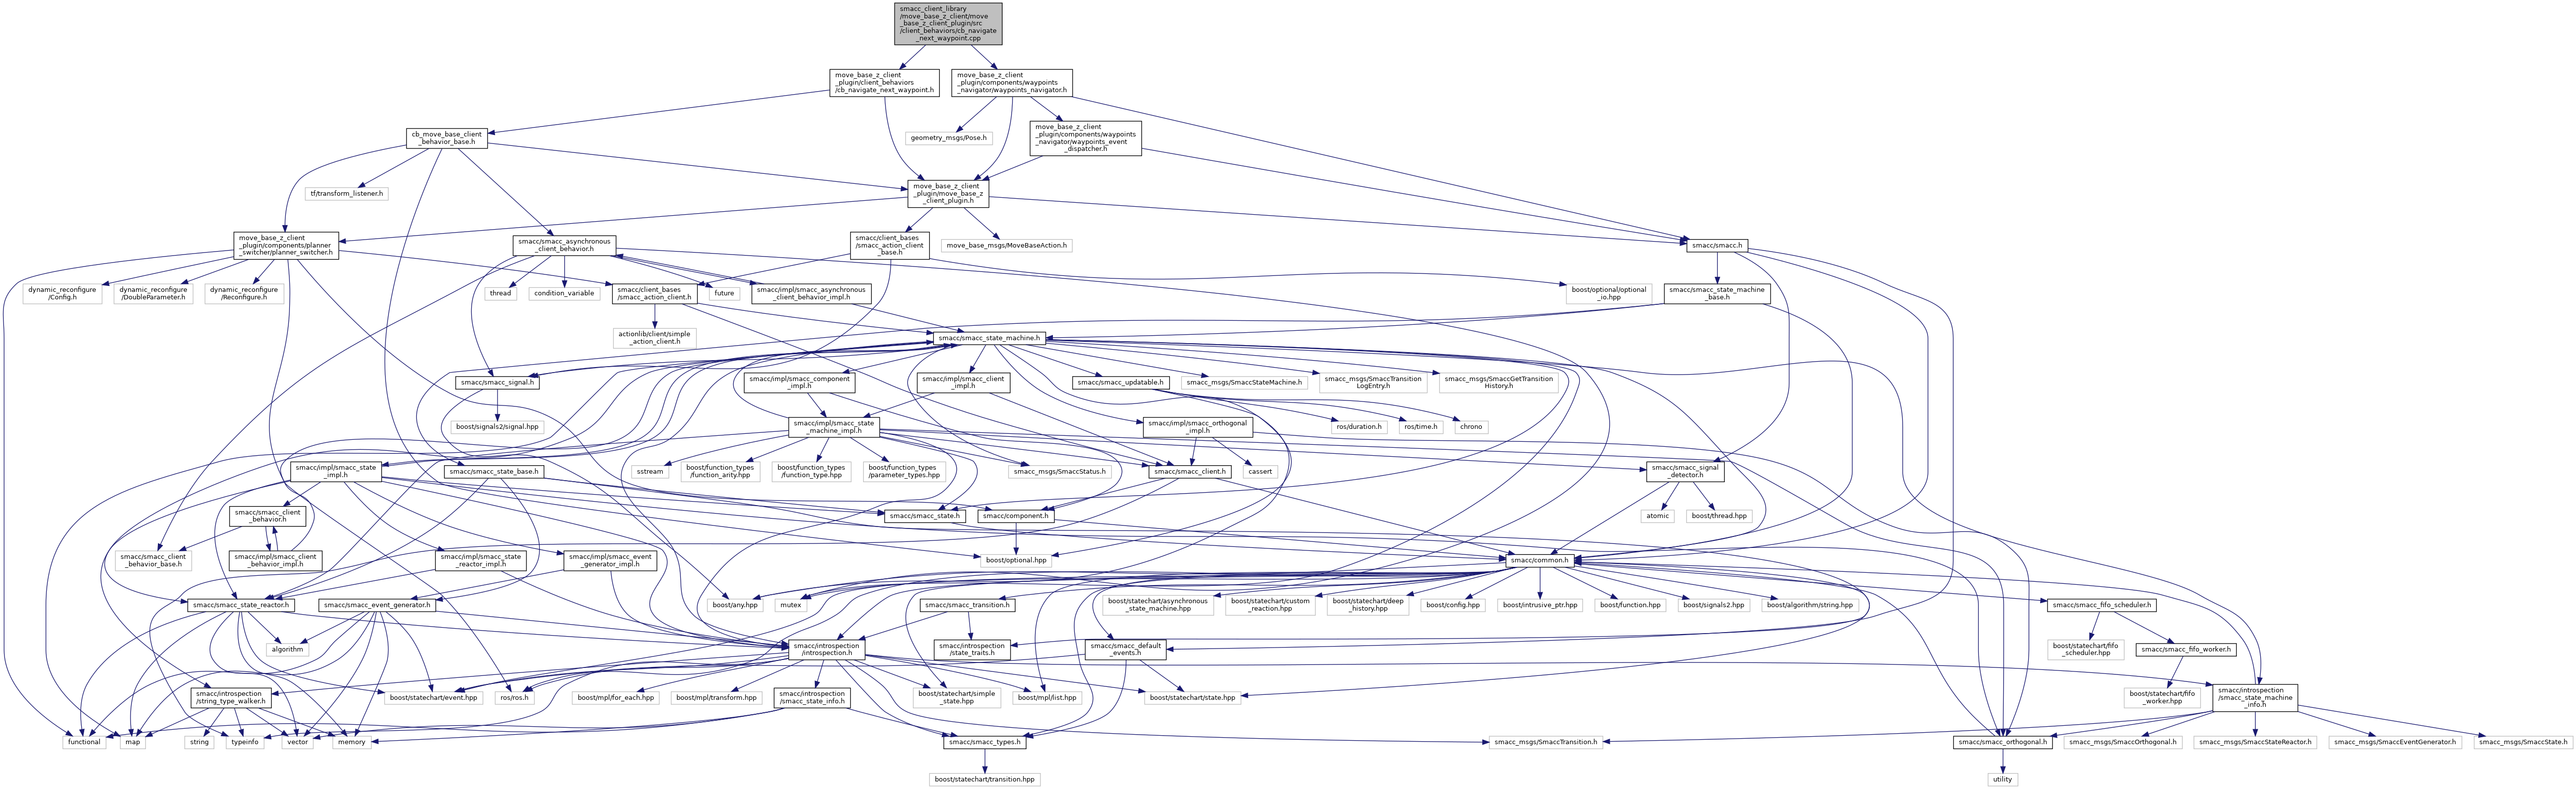 smacc_client_library
/move_base_z_client/move
_base_z_client_plugin/src
/client_behaviors/cb_navigate
_next_waypoint.cpp
move_base_z_client
_plugin/client_behaviors
/cb_navigate_next_waypoint.h
move_base_z_client
_plugin/components/waypoints
_navigator/waypoints_navigator.h
cb_move_base_client
_behavior_base.h
geometry_msgs/Pose.h
move_base_z_client
_plugin/components/waypoints
_navigator/waypoints_event
_dispatcher.h
tf/transform_listener.h
move_base_z_client
_plugin/move_base_z
_client_plugin.h
move_base_z_client
_plugin/components/planner
_switcher/planner_switcher.h
smacc/smacc_asynchronous
_client_behavior.h
smacc/client_bases
/smacc_action_client
_base.h
move_base_msgs/MoveBaseAction.h
smacc/smacc.h
dynamic_reconfigure
/Config.h
dynamic_reconfigure
/DoubleParameter.h
dynamic_reconfigure
/Reconfigure.h
thread
condition_variable
smacc/client_bases
/smacc_action_client.h
future
smacc/impl/smacc_asynchronous
_client_behavior_impl.h
boost/optional/optional
_io.hpp
smacc/smacc_state_machine
_base.h
actionlib/client/simple
_action_client.h
smacc/smacc_state_machine.h
smacc/smacc_signal.h
smacc/impl/smacc_component
_impl.h
smacc/impl/smacc_client
_impl.h
smacc/smacc_updatable.h
smacc_msgs/SmaccStateMachine.h
smacc_msgs/SmaccTransition
LogEntry.h
smacc_msgs/SmaccGetTransition
History.h
boost/signals2/signal.hpp
smacc/impl/smacc_state
_machine_impl.h
smacc/impl/smacc_orthogonal
_impl.h
ros/duration.h
ros/time.h
chrono
smacc/impl/smacc_state
_impl.h
smacc/smacc_state_base.h
sstream
boost/function_types
/function_arity.hpp
boost/function_types
/function_type.hpp
boost/function_types
/parameter_types.hpp
smacc_msgs/SmaccStatus.h
smacc/smacc_client.h
cassert
smacc/smacc_signal
_detector.h
smacc/smacc_client
_behavior.h
smacc/smacc_state.h
smacc/component.h
atomic
boost/thread.hpp
smacc/smacc_client
_behavior_base.h
smacc/impl/smacc_client
_behavior_impl.h
smacc/impl/smacc_state
_reactor_impl.h
smacc/impl/smacc_event
_generator_impl.h
boost/optional.hpp
smacc/common.h
smacc/smacc_state_reactor.h
smacc/smacc_event_generator.h
boost/any.hpp
mutex
smacc/smacc_transition.h
boost/statechart/asynchronous
_state_machine.hpp
boost/statechart/custom
_reaction.hpp
boost/statechart/deep
_history.hpp
boost/config.hpp
boost/intrusive_ptr.hpp
boost/function.hpp
boost/signals2.hpp
boost/algorithm/string.hpp
smacc/smacc_fifo_scheduler.h
algorithm
smacc/introspection
/introspection.h
smacc/introspection
/state_traits.h
smacc/smacc_default
_events.h
boost/statechart/fifo
_scheduler.hpp
smacc/smacc_fifo_worker.h
smacc/introspection
/string_type_walker.h
boost/statechart/event.hpp
ros/ros.h
boost/mpl/for_each.hpp
boost/mpl/transform.hpp
smacc/introspection
/smacc_state_info.h
boost/statechart/simple
_state.hpp
boost/mpl/list.hpp
boost/statechart/state.hpp
boost/statechart/fifo
_worker.hpp
smacc/introspection
/smacc_state_machine
_info.h
functional
map
string
typeinfo
vector
memory
smacc/smacc_types.h
smacc_msgs/SmaccTransition.h
smacc/smacc_orthogonal.h
smacc_msgs/SmaccOrthogonal.h
smacc_msgs/SmaccStateReactor.h
smacc_msgs/SmaccEventGenerator.h
smacc_msgs/SmaccState.h
boost/statechart/transition.hpp
utility